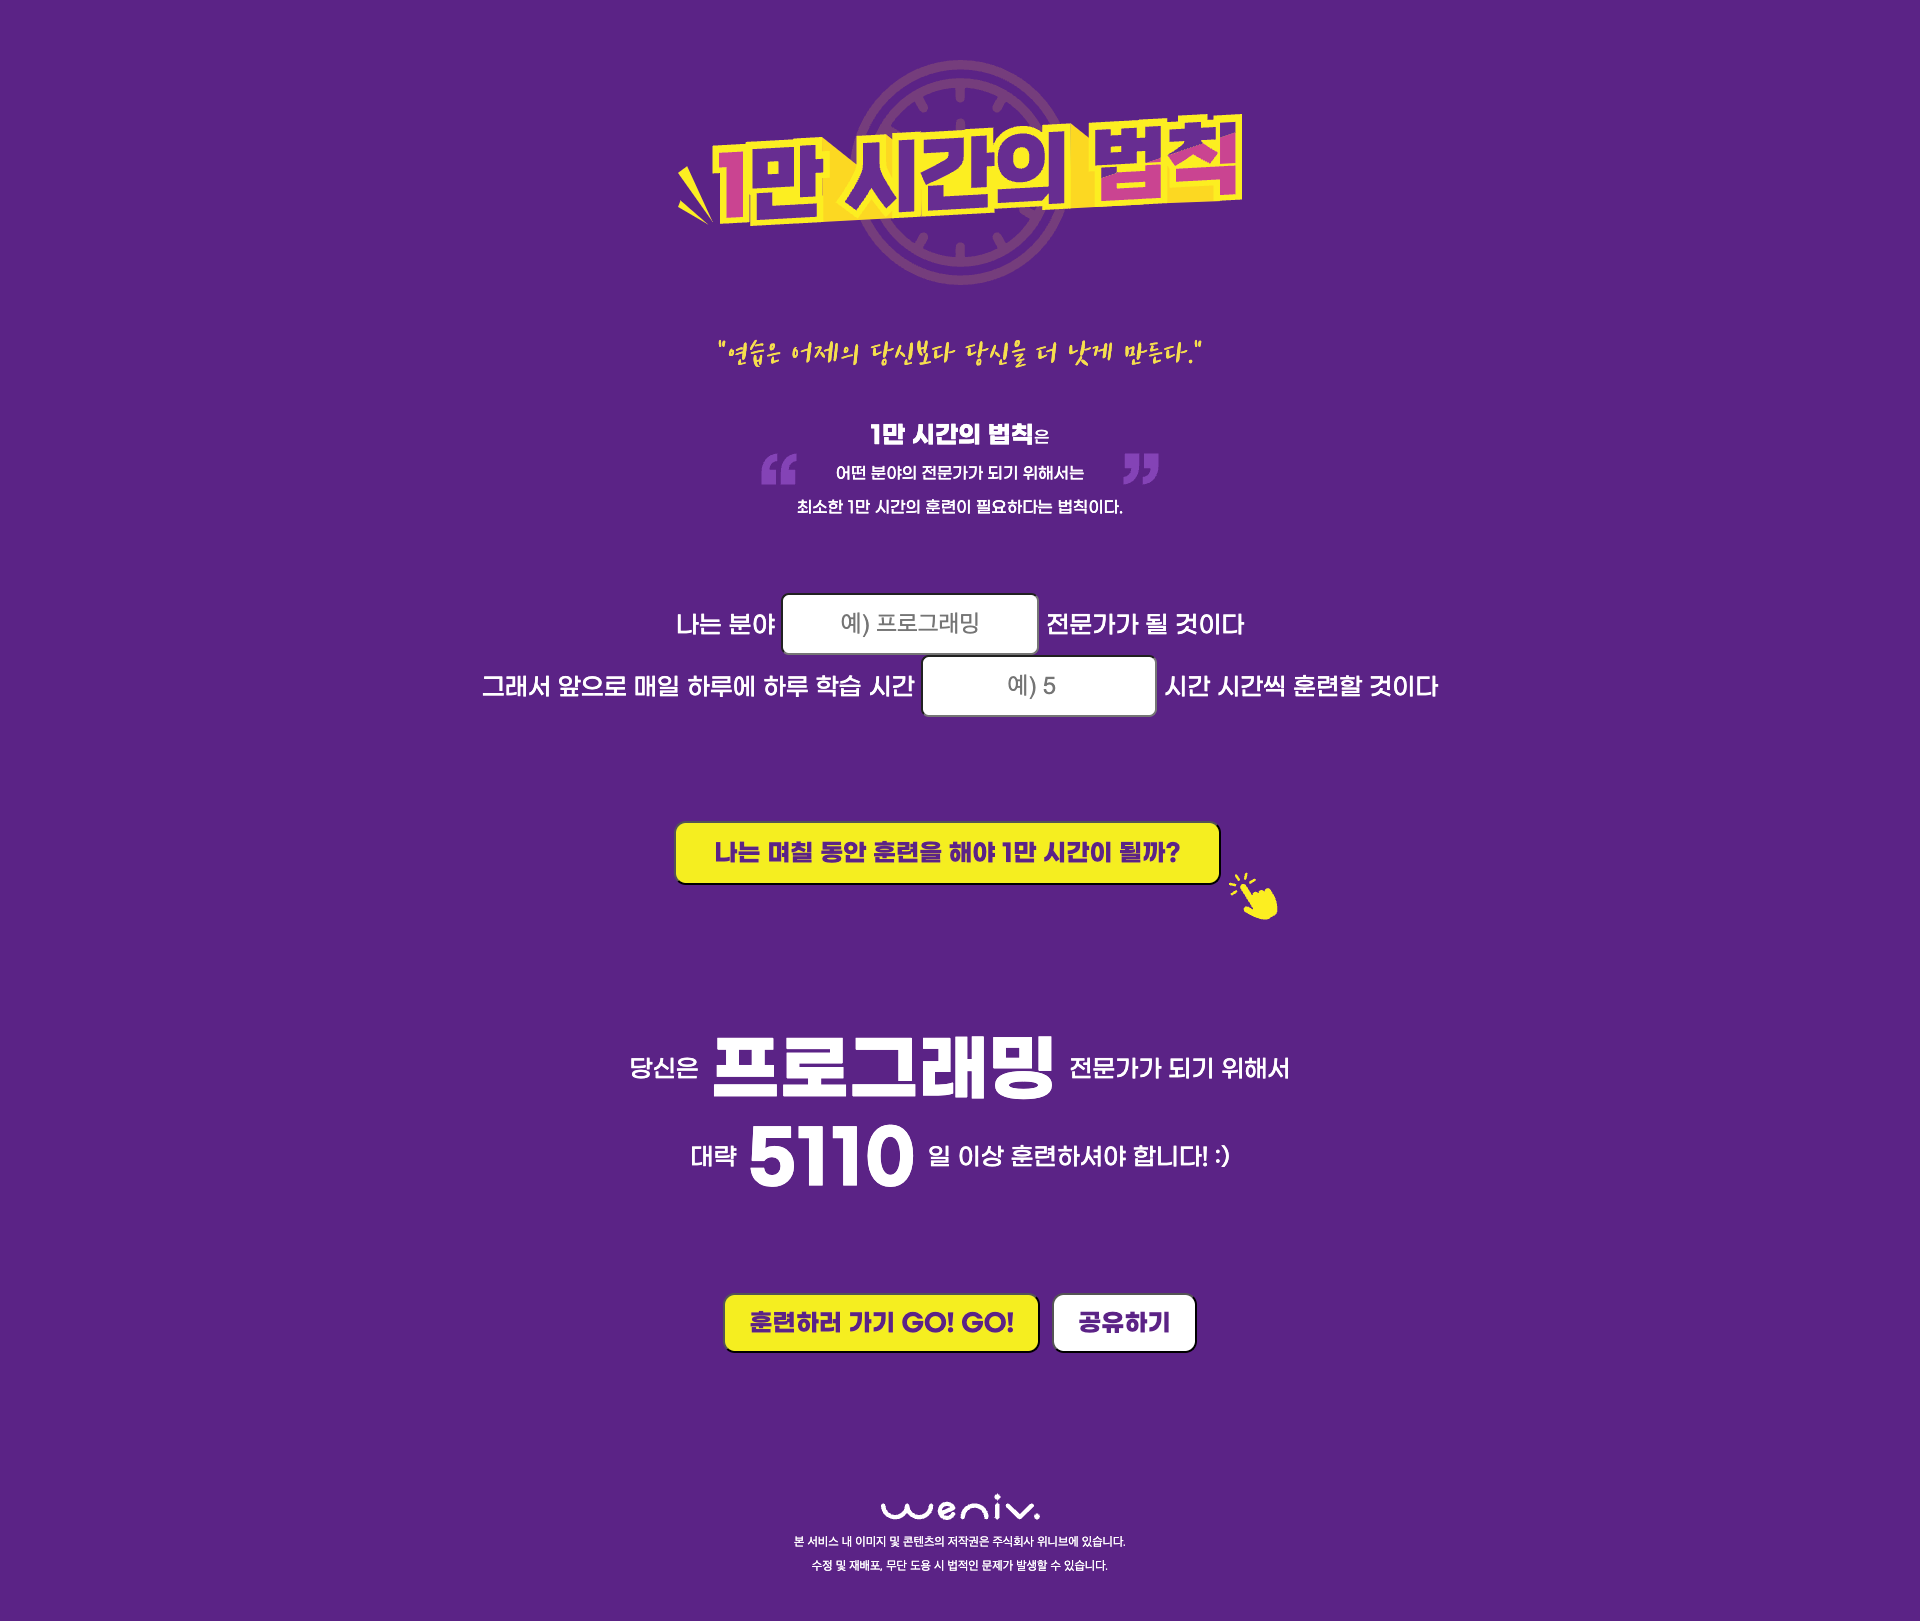 1만 시간의 법칙
"연습은 어제의 당신보다 당신을 더 낫게 만든다."
1만 시간의 법칙은
“ 어떤 분야의 전문가가 되기 위해서는 ”
최소한 1만 시간의 훈련이 필요하다는 법칙이다.
나는 분야 예) 프로그래밍 전문가가 될 것이다
그래서 앞으로 매일 하루에 하루 학습 시간 예) 5 시간 시간씩 훈련할 것이다
나는 며칠 동안 훈련을 해야 1만 시간이 될까?
당신은 프로그래밍 전문가가 되기 위해서
대략 5110 일 이상 훈련하셔야 합니다! :)
훈련하러 가기 GO! GO! 공유하기
weniv.
본 서비스 내 이미지 및 콘텐츠의 저작권은 주식회사 위니브에 있습니다.
수정 및 재배포, 무단 도용 시 법적인 문제가 발생할 수 있습니다.